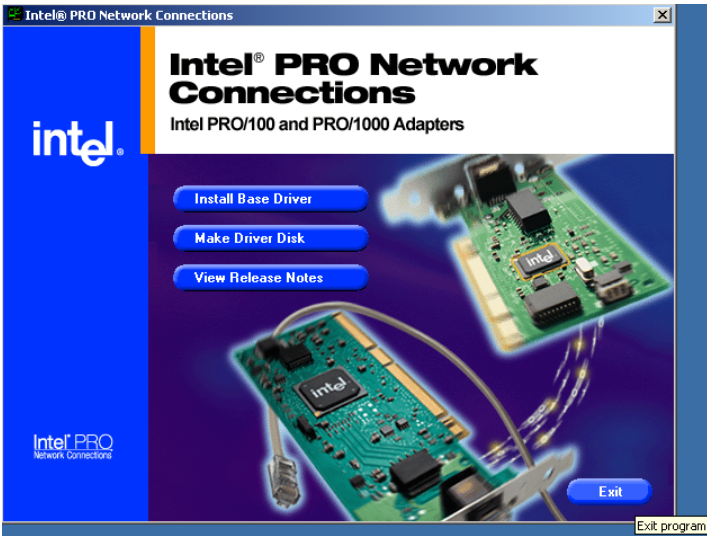 Intel® PRO Network Connections
Intel® PRO Network
Connections
Intel PRO/100 and PRO/1000 Adapters
intel®
Install Base Driver
Make Driver Disk
View Release Notes
intel
intel
Intel® PRO
Network Connections
Exit
Exit program